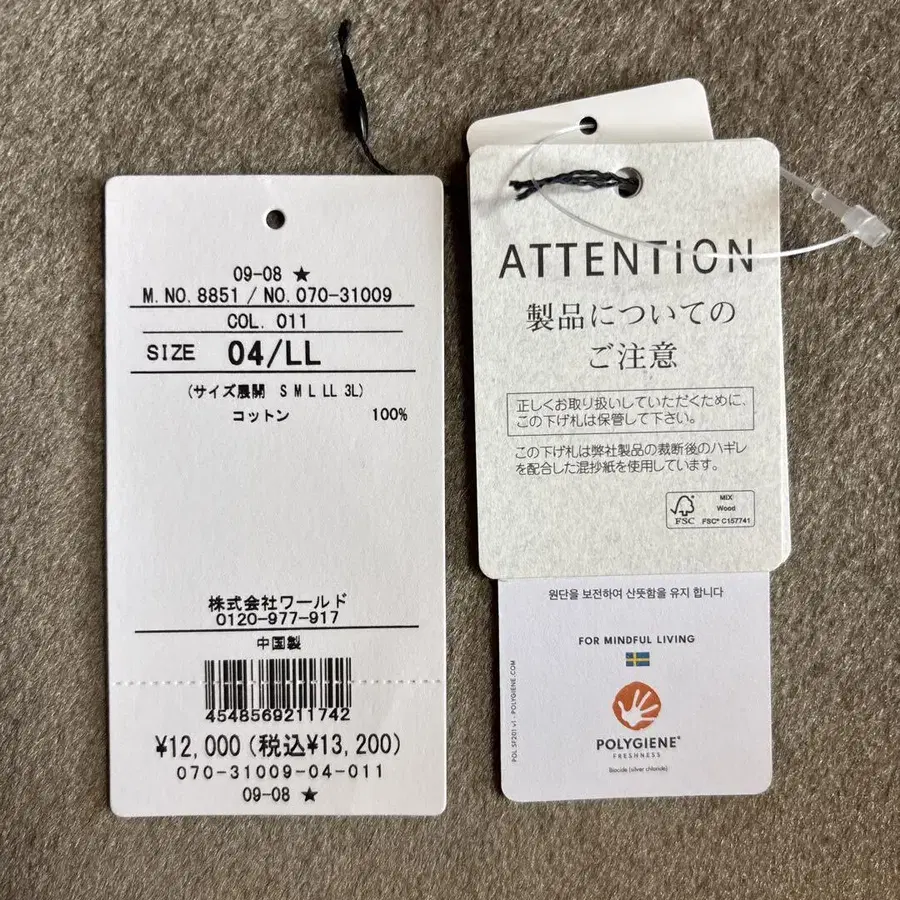 09-08 ★
M. NO. 8851 / NO. 070-31009
COL. 011
SIZE 04/LL
(サイズ展開 S M L LL 3L)
コットン 100%
株式会社ワールド
0120-977-917
中国製
4548569211742
¥12,000(税込¥13,200)
070-31009-04-011
09-08 ★
ATTENTION
製品についての
ご注意
正しくお取り扱いしていただくために、
この下げ札は保管して下さい。
この下げ札は弊社製品の裁断後のハギレ
を配合した混抄紙を使用しています。
FSC
MIX
Wood
FSC® C157741
원단을 보전하여 산뜻함을 유지 합니다
FOR MINDFUL LIVING
POLYGIENE®
FRESHNESS
Biocide (silver chloride)
POL SF201 v1 - POLYGIENE.COM